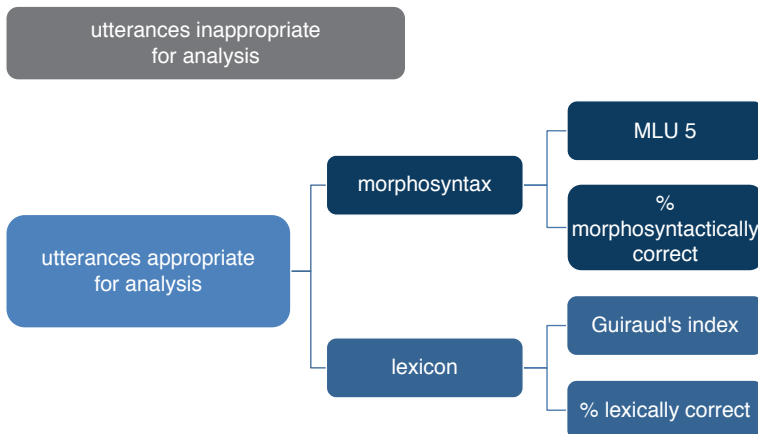 utterances inappropriate
for analysis
MLU 5
morphosyntax
%
morphosyntactically
correct
utterances appropriate
for analysis
Guiraud's index
lexicon
% lexically correct